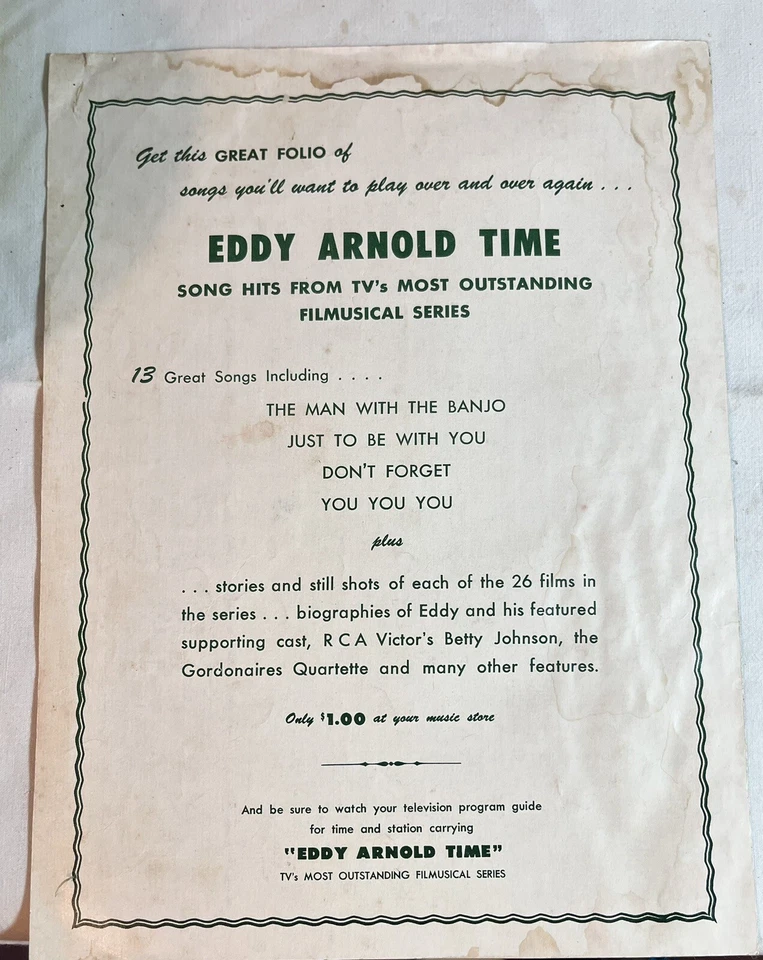 Get this GREAT FOLIO of
songs you'll want to play over and over again . . .
EDDY ARNOLD TIME
SONG HITS FROM TV's MOST OUTSTANDING
FILMUSICAL SERIES
13 Great Songs Including . . . .
THE MAN WITH THE BANJO
JUST TO BE WITH YOU
DON'T FORGET
YOU YOU YOU
plus
. . . stories and still shots of each of the 26 films in
the series . . . biographies of Eddy and his featured
supporting cast, R C A Victor's Betty Johnson, the
Gordonaires Quartette and many other features.
Only $1.00 at your music store
And be sure to watch your television program guide
for time and station carrying
"EDDY ARNOLD TIME"
TV's MOST OUTSTANDING FILMUSICAL SERIES